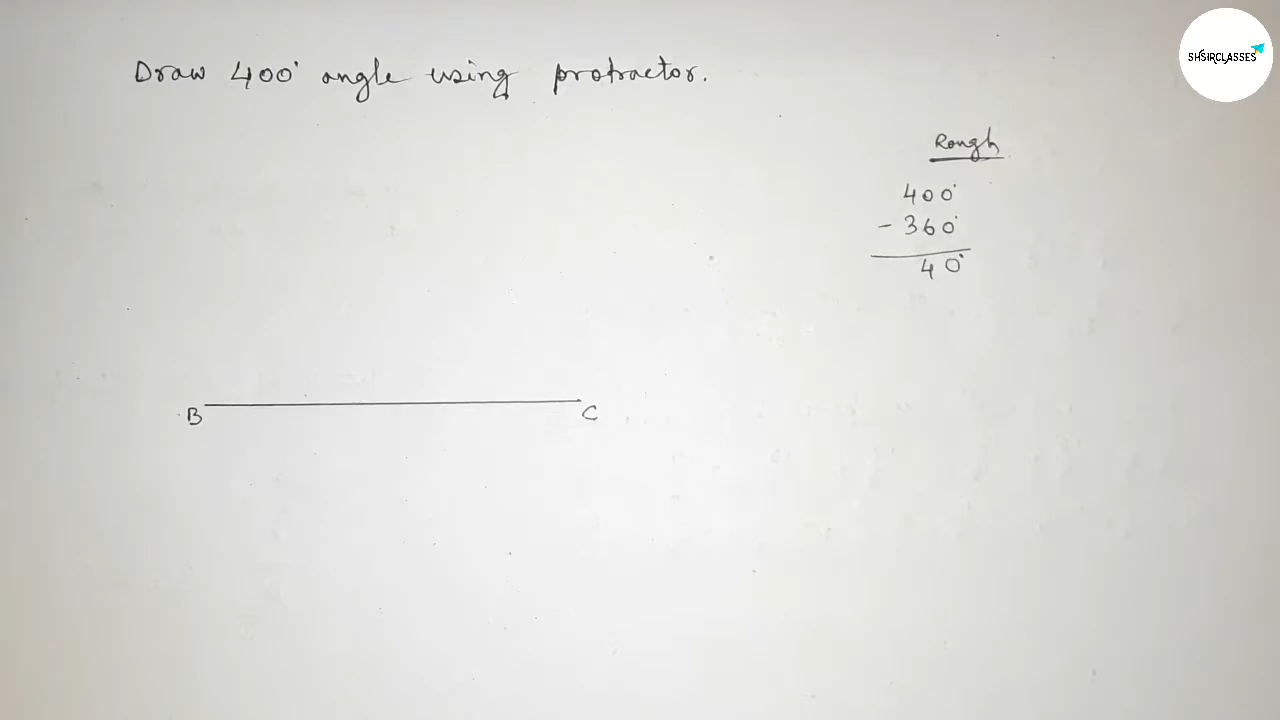 Draw 400° angle using protractor.
SHSIRCLASSES
Rough
400°
- 360°
40°
B C